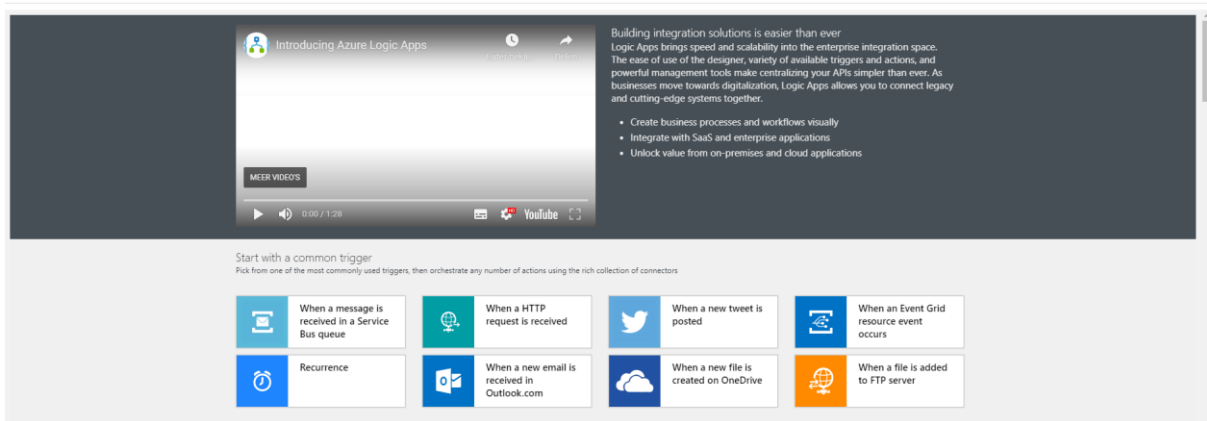 Introducing Azure Logic Apps
Building integration solutions is easier than ever
Logic Apps brings speed and scalability into the enterprise integration space.
The ease of use of the designer, variety of available triggers and actions, and
powerful management tools make centralizing your APIs simpler than ever. As
businesses move towards digitalization, Logic Apps allows you to connect legacy
and cutting-edge systems together.
• Create business processes and workflows visually
• Integrate with SaaS and enterprise applications
• Unlock value from on-premises and cloud applications
MEER VIDEO'S
0:00 / 1:28
HD
YouTube
Start with a common trigger
Pick from one of the most commonly used triggers, then orchestrate any number of actions using the rich collection of connectors
When a message is
received in a Service
Bus queue
When a HTTP
request is received
When a new tweet is
posted
When an Event Grid
resource event
occurs
Recurrence
When a new email is
received in
Outlook.com
When a new file is
created on OneDrive
When a file is added
to FTP server